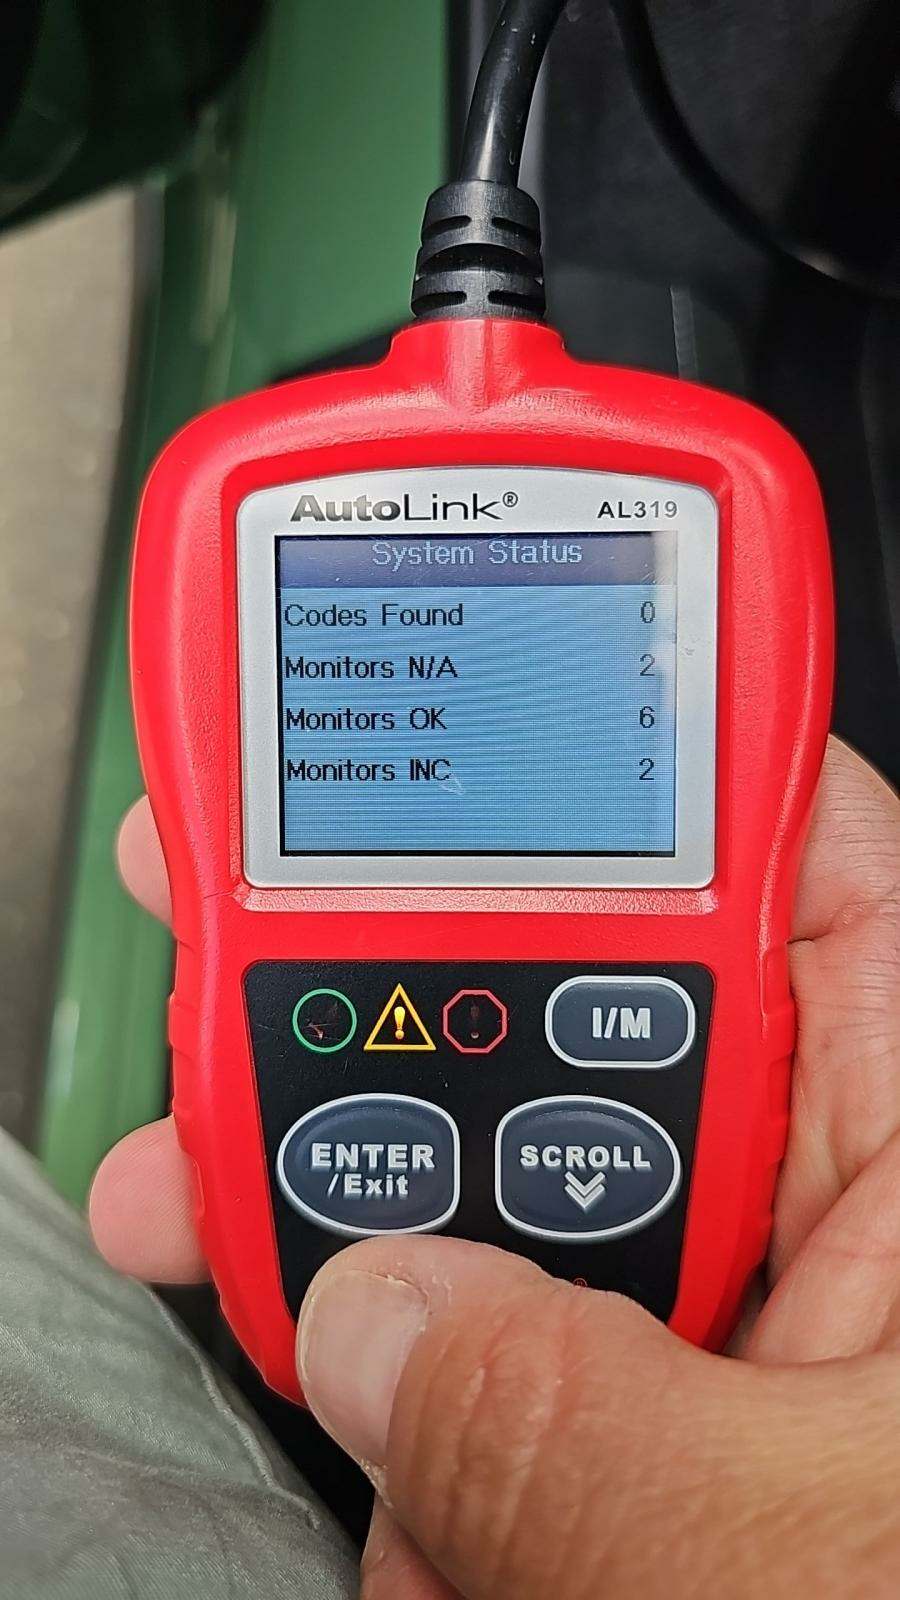 AutoLink® AL319
System Status
Codes Found 0
Monitors N/A 2
Monitors OK 6
Monitors INC 2
! !
I/M
ENTER SCROLL
/Exit
®